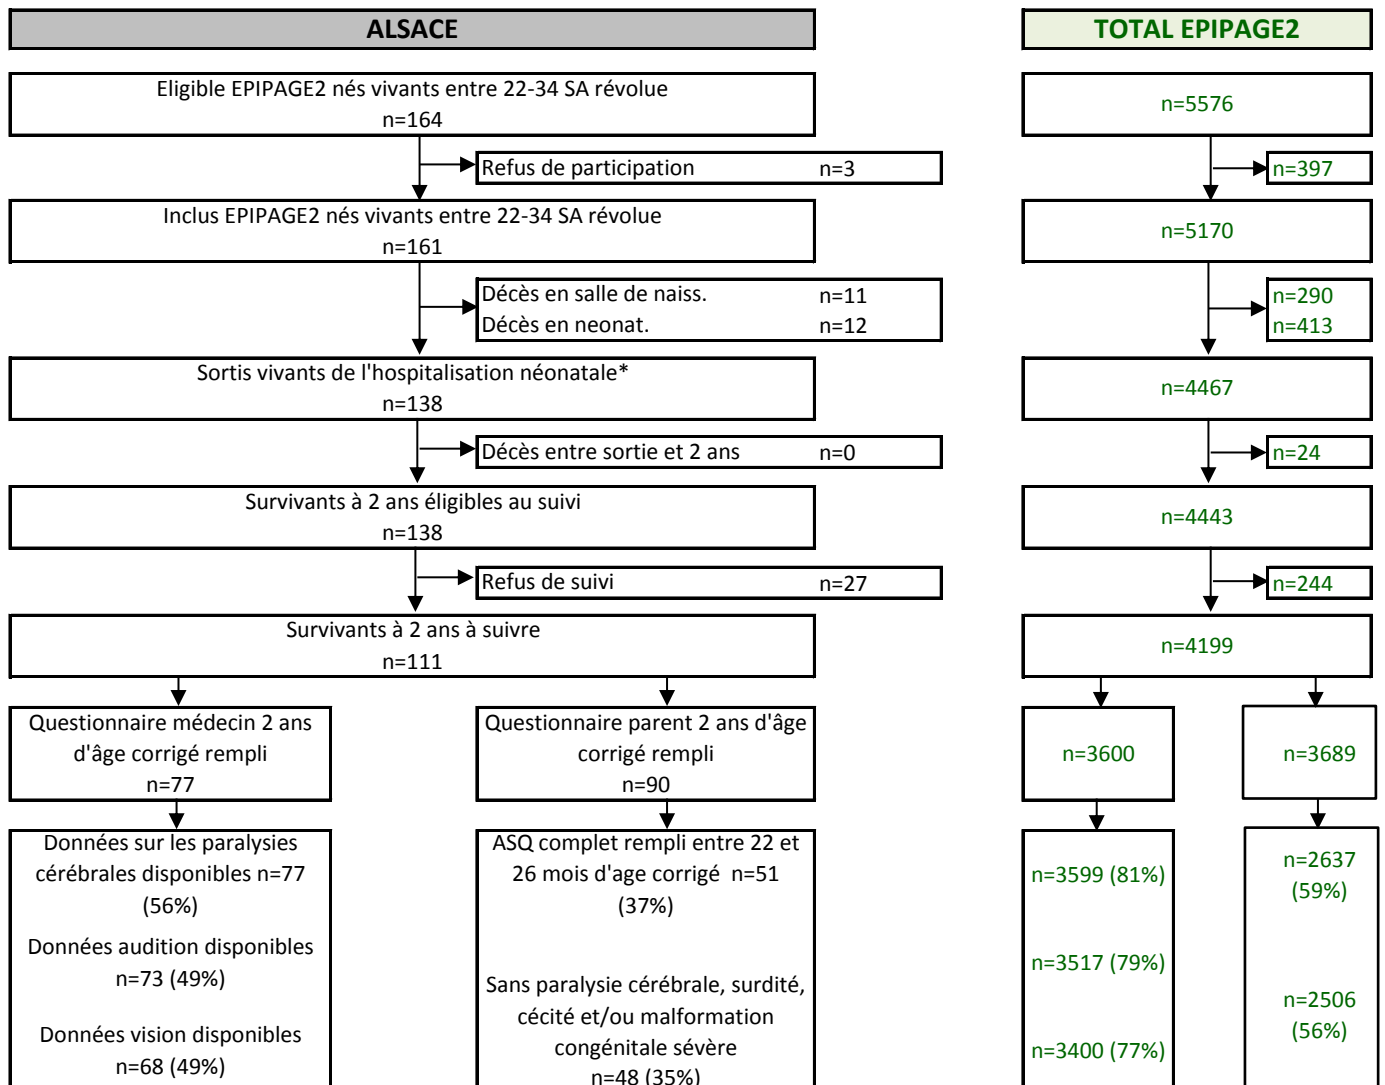 ALSACE
TOTAL EPIPAGE2
Eligible EPIPAGE2 nés vivants entre 22-34 SA révolue
n=164
n=5576
Refus de participation n=3
n=397
Inclus EPIPAGE2 nés vivants entre 22-34 SA révolue
n=161
n=5170
Décès en salle de naiss. n=11
Décès en neonat. n=12
n=290
n=413
Sortis vivants de l'hospitalisation néonatale*
n=138
n=4467
Décès entre sortie et 2 ans n=0
n=24
Survivants à 2 ans éligibles au suivi
n=138
n=4443
Refus de suivi n=27
n=244
Survivants à 2 ans à suivre
n=111
n=4199
Questionnaire médecin 2 ans
d'âge corrigé rempli
n=77
Questionnaire parent 2 ans d'âge
corrigé rempli
n=90
n=3600
n=3689
Données sur les paralysies
cérébrales disponibles n=77
(56%)
Données audition disponibles
n=73 (49%)
Données vision disponibles
n=68 (49%)
ASQ complet rempli entre 22 et
26 mois d'age corrigé n=51
(37%)
Sans paralysie cérébrale, surdité,
cécité et/ou malformation
congénitale sévère
n=48 (35%)
n=3599 (81%)
n=3517 (79%)
n=3400 (77%)
n=2637
(59%)
n=2506
(56%)